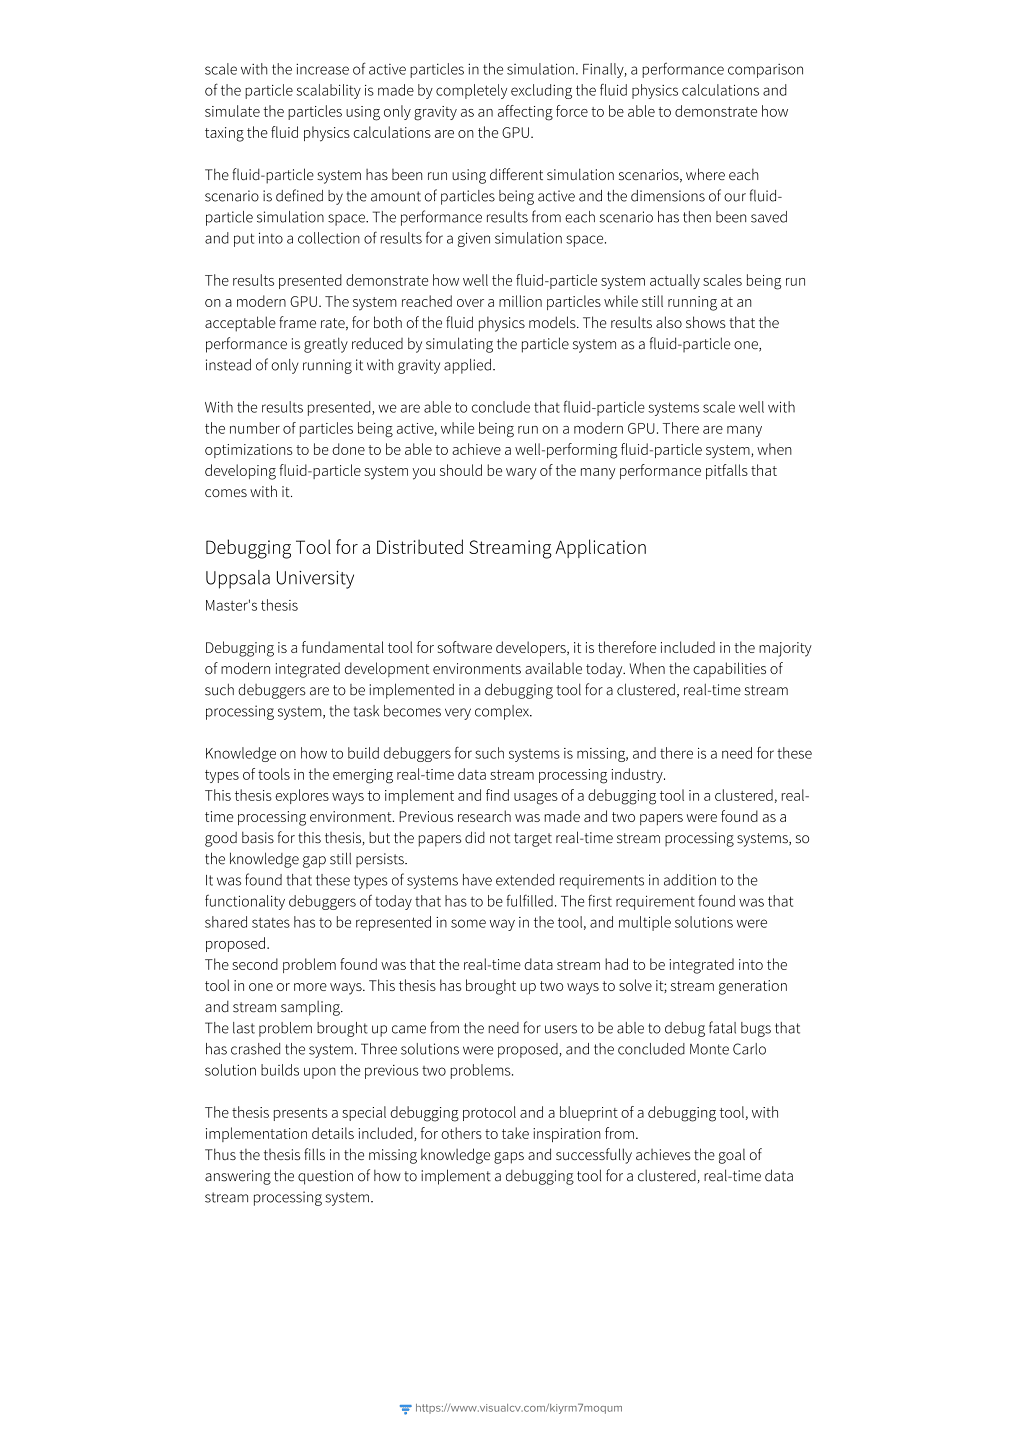 scale with the increase of active particles in the simulation. Finally, a performance comparison
of the particle scalability is made by completely excluding the fluid physics calculations and
simulate the particles using only gravity as an affecting force to be able to demonstrate how
taxing the fluid physics calculations are on the GPU.
The fluid-particle system has been run using different simulation scenarios, where each
scenario is defined by the amount of particles being active and the dimensions of our fluid-
particle simulation space. The performance results from each scenario has then been saved
and put into a collection of results for a given simulation space.
The results presented demonstrate how well the fluid-particle system actually scales being run
on a modern GPU. The system reached over a million particles while still running at an
acceptable frame rate, for both of the fluid physics models. The results also shows that the
performance is greatly reduced by simulating the particle system as a fluid-particle one,
instead of only running it with gravity applied.
With the results presented, we are able to conclude that fluid-particle systems scale well with
the number of particles being active, while being run on a modern GPU. There are many
optimizations to be done to be able to achieve a well-performing fluid-particle system, when
developing fluid-particle system you should be wary of the many performance pitfalls that
comes with it.
Debugging Tool for a Distributed Streaming Application
Uppsala University
Master's thesis
Debugging is a fundamental tool for software developers, it is therefore included in the majority
of modern integrated development environments available today. When the capabilities of
such debuggers are to be implemented in a debugging tool for a clustered, real-time stream
processing system, the task becomes very complex.
Knowledge on how to build debuggers for such systems is missing, and there is a need for these
types of tools in the emerging real-time data stream processing industry.
This thesis explores ways to implement and find usages of a debugging tool in a clustered, real-
time processing environment. Previous research was made and two papers were found as a
good basis for this thesis, but the papers did not target real-time stream processing systems, so
the knowledge gap still persists.
It was found that these types of systems have extended requirements in addition to the
functionality debuggers of today that has to be fulfilled. The first requirement found was that
shared states has to be represented in some way in the tool, and multiple solutions were
proposed.
The second problem found was that the real-time data stream had to be integrated into the
tool in one or more ways. This thesis has brought up two ways to solve it; stream generation
and stream sampling.
The last problem brought up came from the need for users to be able to debug fatal bugs that
has crashed the system. Three solutions were proposed, and the concluded Monte Carlo
solution builds upon the previous two problems.
The thesis presents a special debugging protocol and a blueprint of a debugging tool, with
implementation details included, for others to take inspiration from.
Thus the thesis fills in the missing knowledge gaps and successfully achieves the goal of
answering the question of how to implement a debugging tool for a clustered, real-time data
stream processing system.
https://www.visualcv.com/kiyrm7moqum